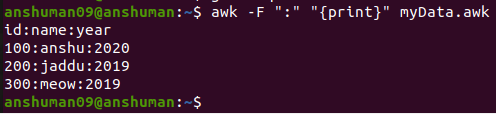 anshuman09@anshuman:~$ awk -F ":" "{print}" myData.awk
id:name:year
100:anshu:2020
200:jaddu:2019
300:meow:2019
anshuman09@anshuman:~$